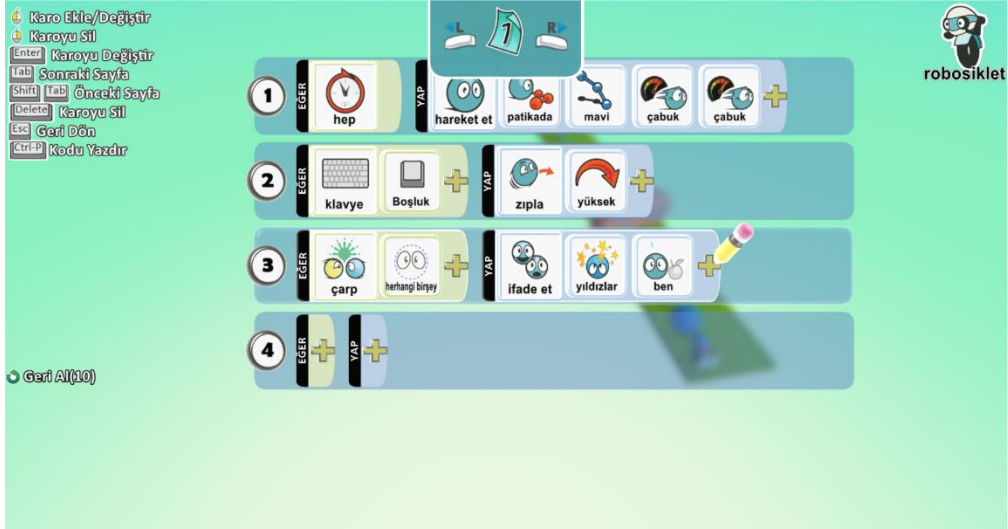 Karo Ekle/Değiştir
Karoyu Sil
Enter Karoyu Değiştir
Tab Sonraki Sayfa
Shift Tab Önceki Sayfa
Delete Karoyu Sil
Esc Geri Dön
Ctrl-P Kodu Yazdır
L 1 R
robosiklet
1 EĞER hep YAP hareket et patikada mavi çabuk çabuk
2 EĞER klavye Boşluk YAP zıpla yüksek
3 EĞER çarp herhangi birşey YAP ifade et yıldızlar ben
4 EĞER YAP
Geri Al(10)